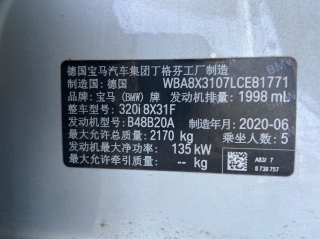 德国宝马汽车集团丁格芬工厂制造
制造国: 德国 WBA8X3107LCE81771
品牌: 宝马 (BMW) 牌 发动机排量: 1998 mL
整车型号: 320i 8X31F
发动机型号: B48B20A 制造年月: 2020-06
最大允许总质量: 2170 kg 乘坐人数: 5
发动机最大净功率: 135 kW
最大允许牵引质量: -- kg
A83/ 7
8 738 757